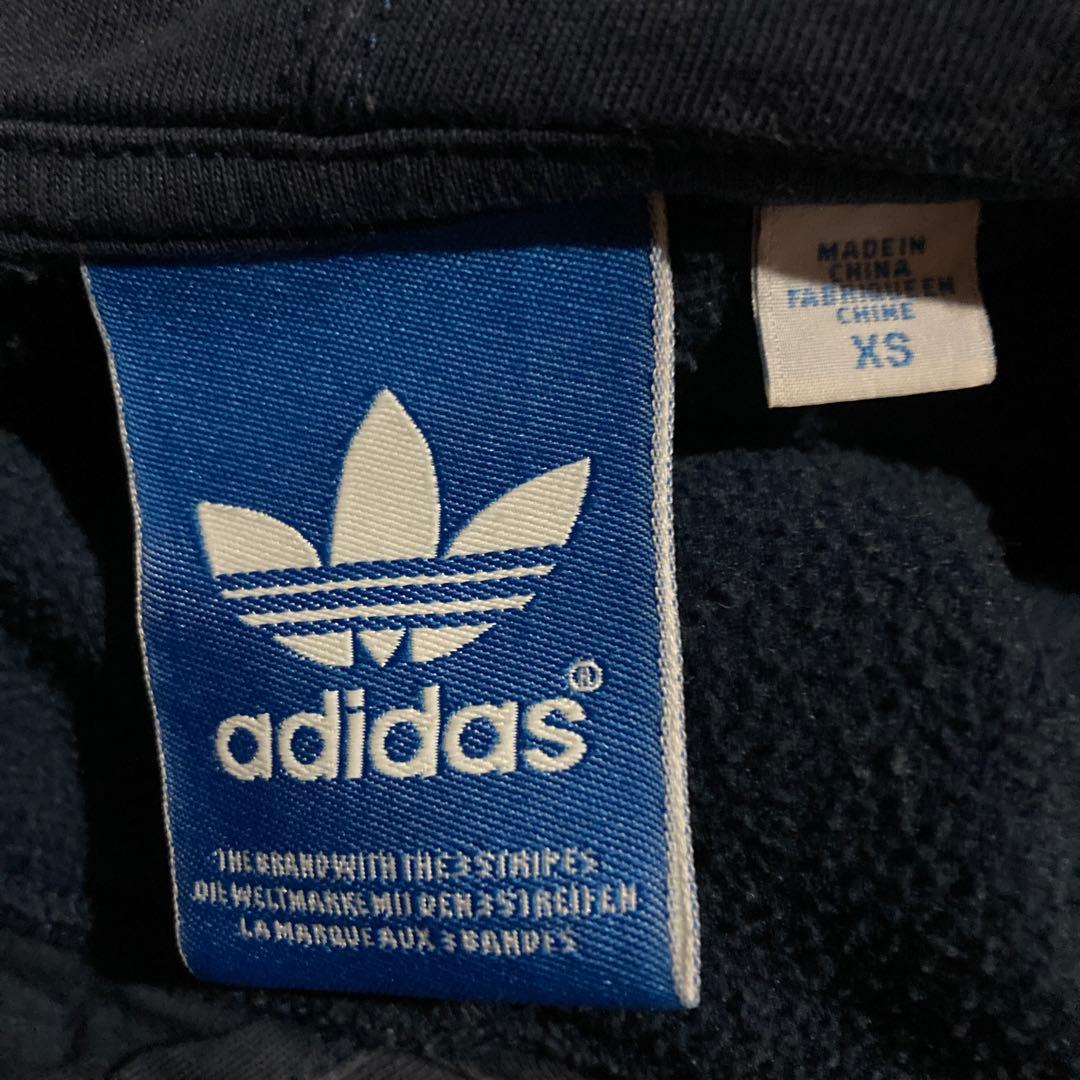 adidas®
THE BRAND WITH THE 3 STRIPES
DIE WELTMARKE MIT DEN 3 STREIFEN
LA MARQUE AUX 3 BANDES
MADE IN
CHINA
FABRIQUE EN
CHINE
XS